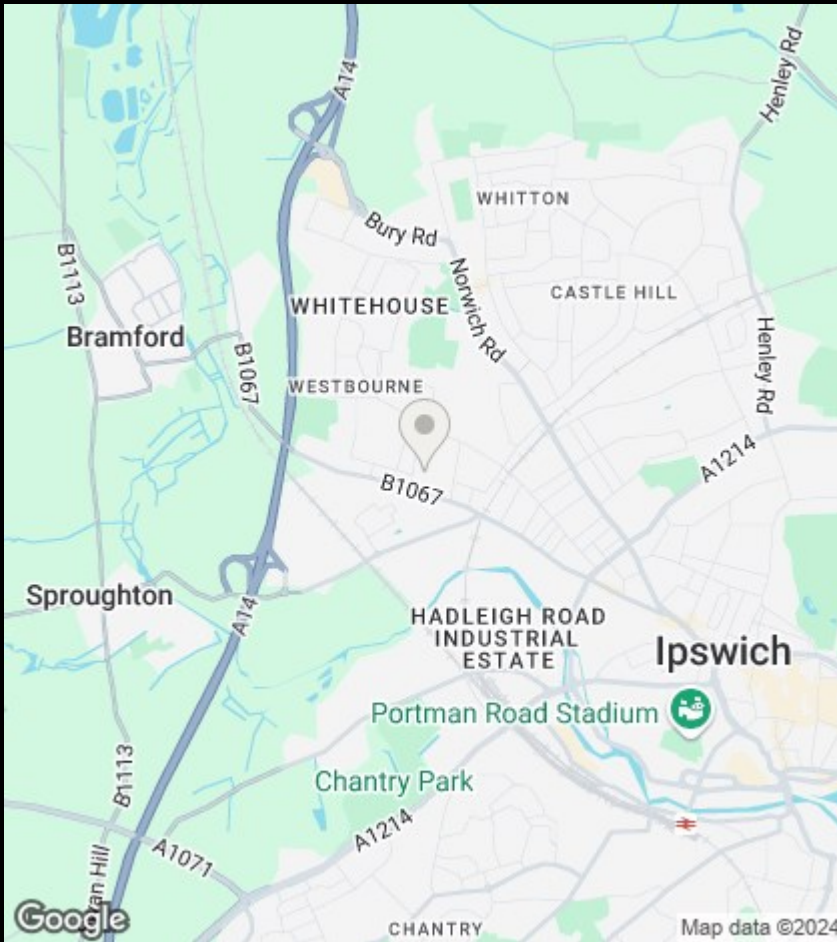 A14
Henley Rd
WHITTON
Bury Rd
B1113
CASTLE HILL
WHITEHOUSE
Norwich Rd
Bramford
Henley Rd
B1067
WESTBOURNE
A1214
B1067
Sproughton
A14
HADLEIGH ROAD
INDUSTRIAL
ESTATE
Ipswich
Portman Road Stadium
B1113
Chantry Park
A1214
A1071
Hill
Google
CHANTRY
Map data ©2024